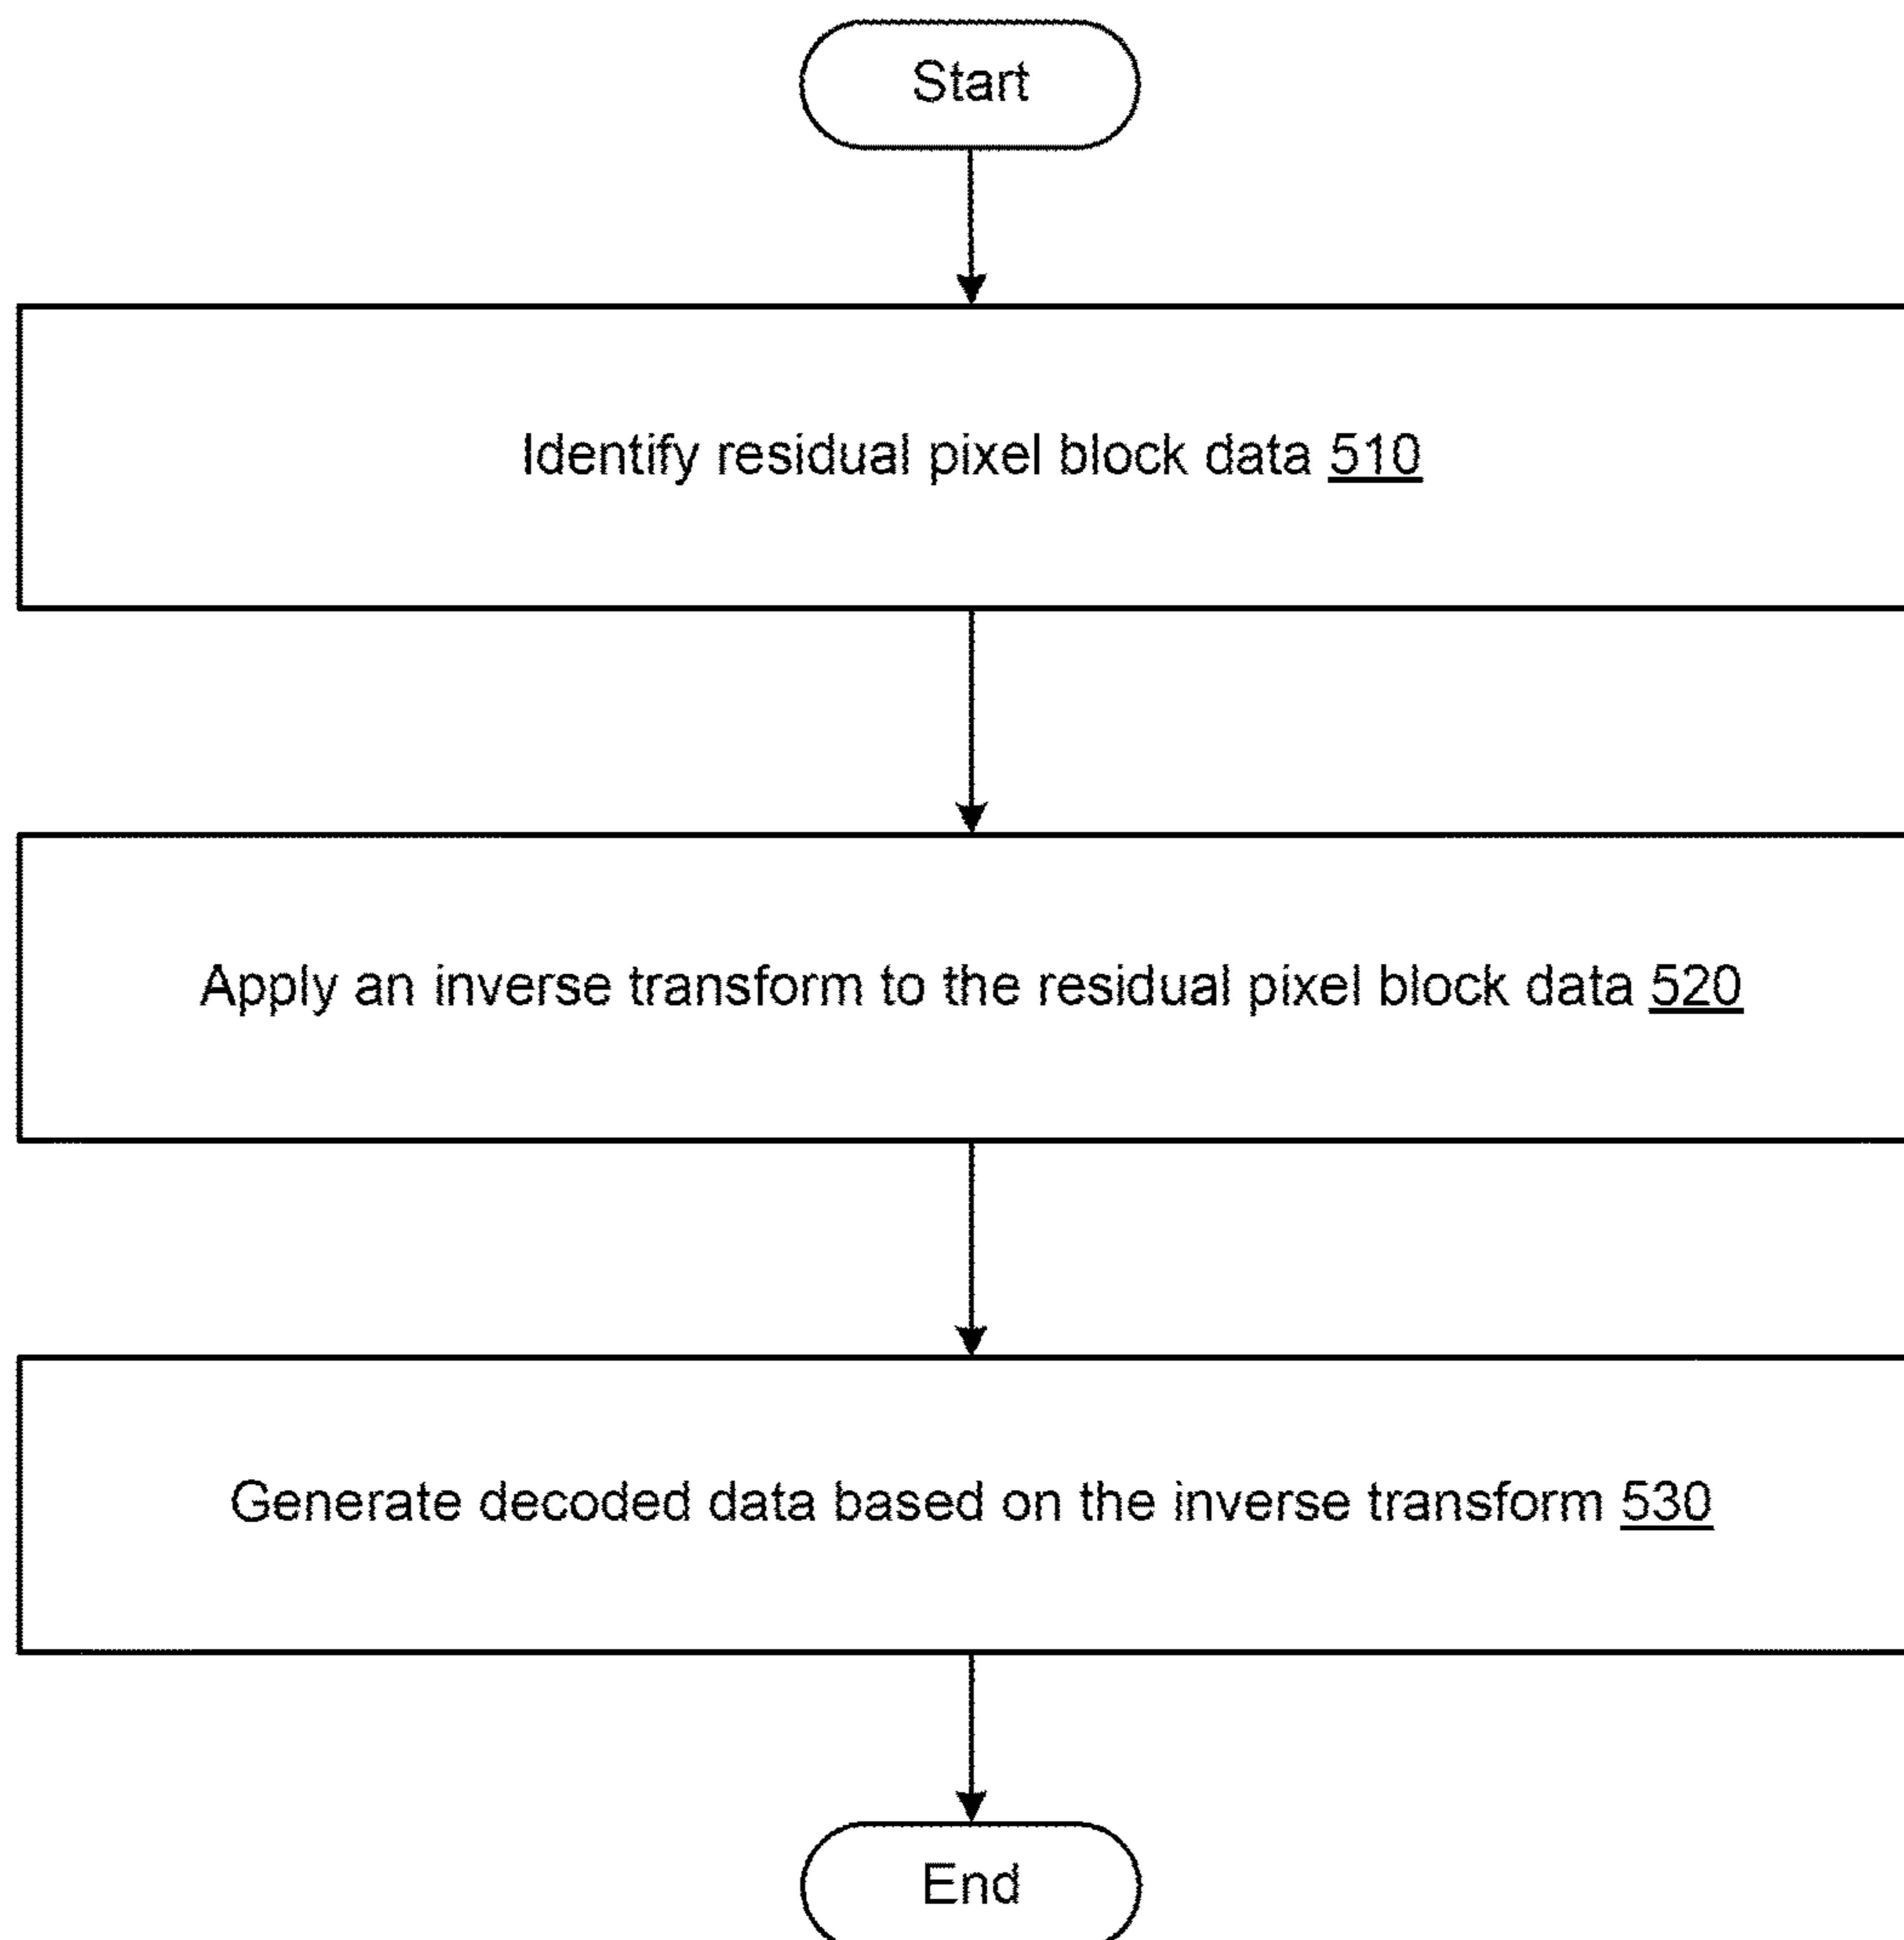 Start
Identify residual pixel block data 510
Apply an inverse transform to the residual pixel block data 520
Generate decoded data based on the inverse transform 530
End